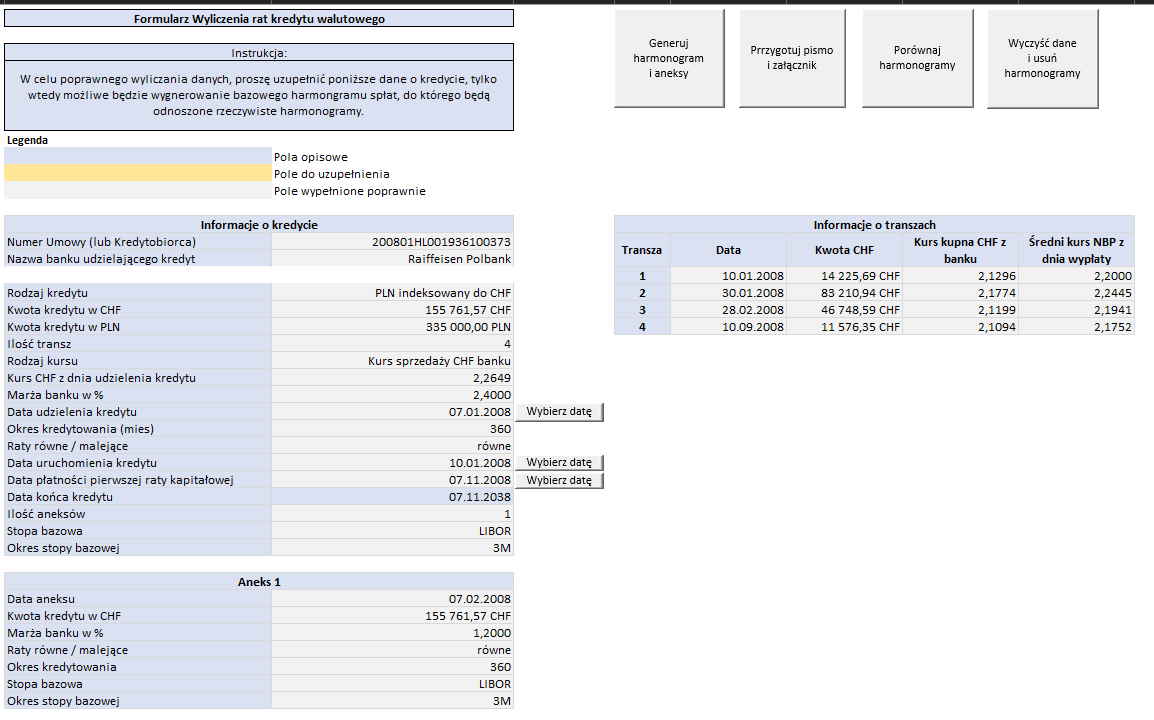 Formularz Wyliczenia rat kredytu walutowego
Instrukcja:
W celu poprawnego wyliczania danych, proszę uzupełnić poniższe dane o kredycie, tylko
wtedy możliwe będzie wygnerowanie bazowego harmongramu spłat, do którego będą
odnoszone rzeczywiste harmonogramy.
Generuj
harmonogram
i aneksy
Przygotuj pismo
i załącznik
Porównaj
harmonogramy
Wyczyść dane
i usuń
harmonogramy
Legenda
Pola opisowe
Pole do uzupełnienia
Pole wypełnione poprawnie
Informacje o kredycie
Numer Umowy (lub Kredytobiorca) 200801HL001936100373
Nazwa banku udzielającego kredyt Raiffeisen Polbank
Rodzaj kredytu PLN indeksowany do CHF
Kwota kredytu w CHF 155 761,57 CHF
Kwota kredytu w PLN 335 000,00 PLN
Ilość transz 4
Rodzaj kursu Kurs sprzedaży CHF banku
Kurs CHF z dnia udzielenia kredytu 2,2649
Marża banku w % 2,4000
Data udzielenia kredytu 07.01.2008 Wybierz datę
Okres kredytowania (mies) 360
Raty równe / malejące równe
Data uruchomienia kredytu 10.01.2008 Wybierz datę
Data płatności pierwszej raty kapitałowej 07.11.2008 Wybierz datę
Data końca kredytu 07.11.2038
Ilość aneksów 1
Stopa bazowa LIBOR
Okres stopy bazowej 3M
Aneks 1
Data aneksu 07.02.2008
Kwota kredytu w CHF 155 761,57 CHF
Marża banku w % 1,2000
Raty równe / malejące równe
Okres kredytowania 360
Stopa bazowa LIBOR
Okres stopy bazowej 3M
Informacje o transzach
Transza Data Kwota CHF Kurs kupna CHF z banku Średni kurs NBP z dnia wypłaty
1 10.01.2008 14 225,69 CHF 2,1296 2,2000
2 30.01.2008 83 210,94 CHF 2,1774 2,2445
3 28.02.2008 46 748,59 CHF 2,1199 2,1941
4 10.09.2008 11 576,35 CHF 2,1094 2,1752